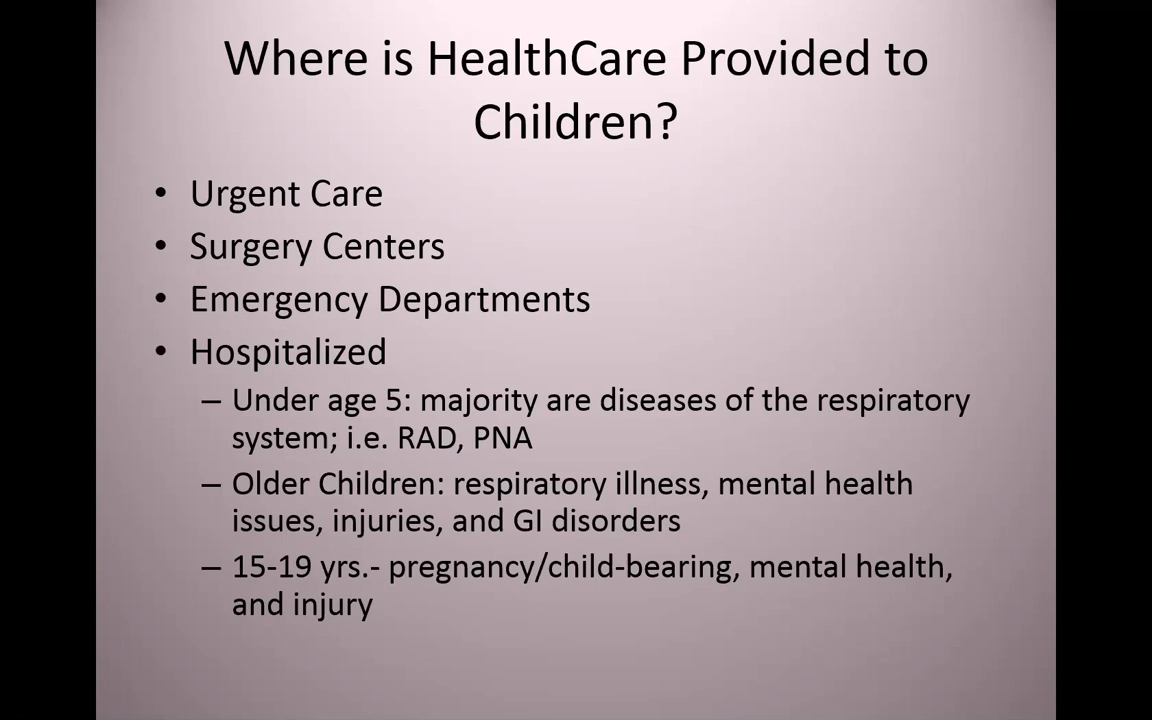 Where is HealthCare Provided to
Children?
• Urgent Care
• Surgery Centers
• Emergency Departments
• Hospitalized
– Under age 5: majority are diseases of the respiratory
system; i.e. RAD, PNA
– Older Children: respiratory illness, mental health
issues, injuries, and GI disorders
– 15-19 yrs.- pregnancy/child-bearing, mental health,
and injury